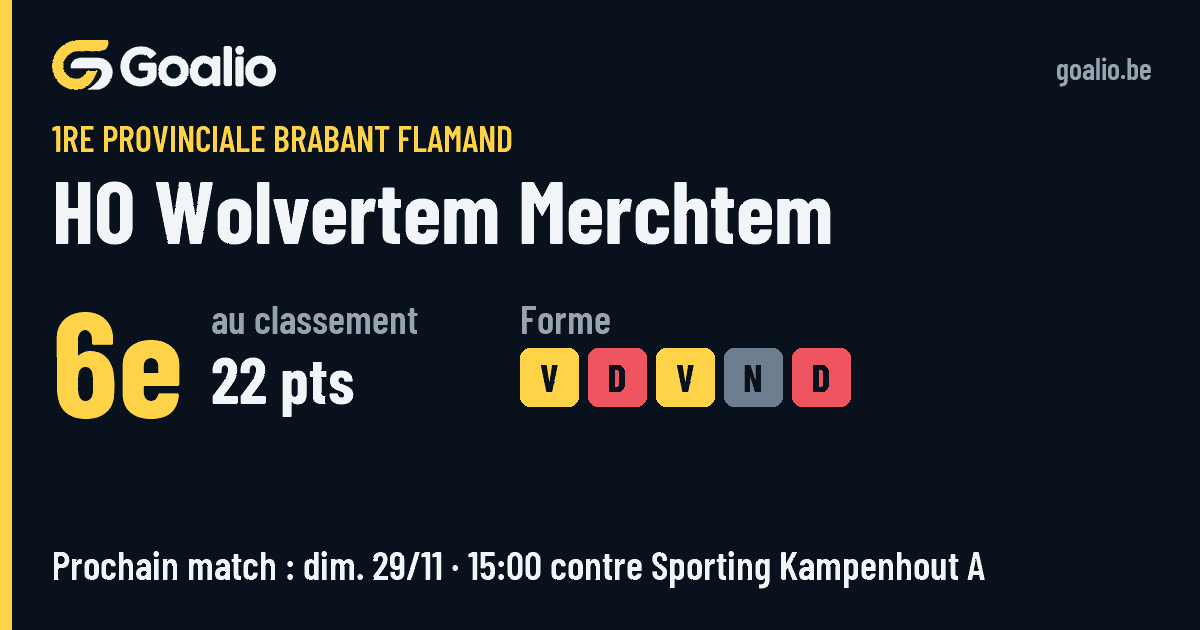 Goalio
goalio.be
1RE PROVINCIALE BRABANT FLAMAND
HO Wolvertem Merchtem
6e
au classement
22 pts
Forme
V D V N D
Prochain match : dim. 29/11 · 15:00 contre Sporting Kampenhout A